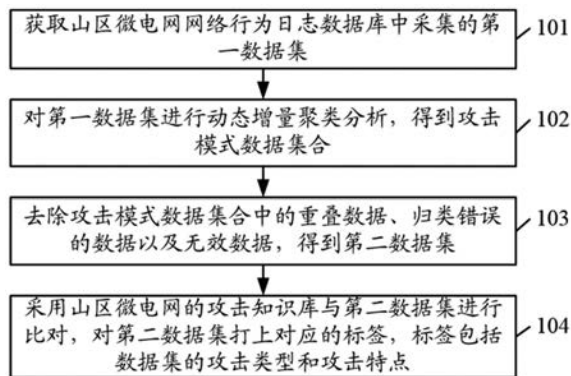 获取山区微电网网络行为日志数据库中采集的第
一数据集
101
对第一数据集进行动态增量聚类分析，得到攻击
模式数据集合
102
去除攻击模式数据集合中的重叠数据、归类错误
的数据以及无效数据，得到第二数据集
103
采用山区微电网的攻击知识库与第二数据集进行
比对，对第二数据集打上对应的标签，标签包括
数据集的攻击类型和攻击特点
104